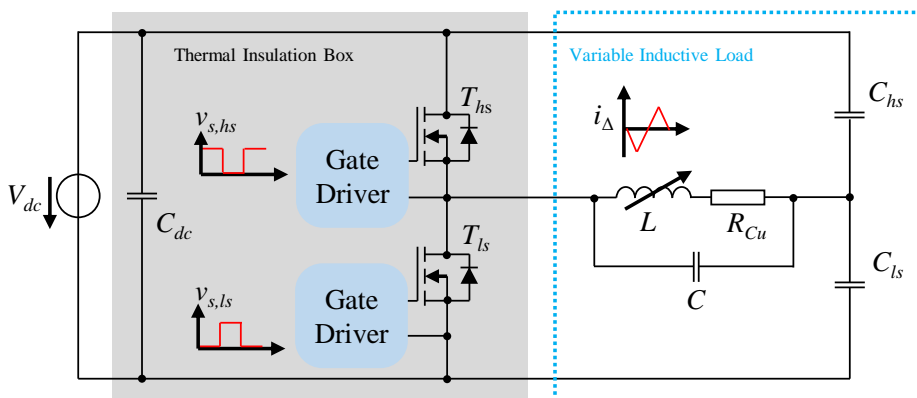 Thermal Insulation Box
Variable Inductive Load
T_hs
C_hs
v_s,hs
i_Δ
Gate
Driver
V_dc
C_dc
L
R_Cu
T_ls
C_ls
v_s,ls
C
Gate
Driver